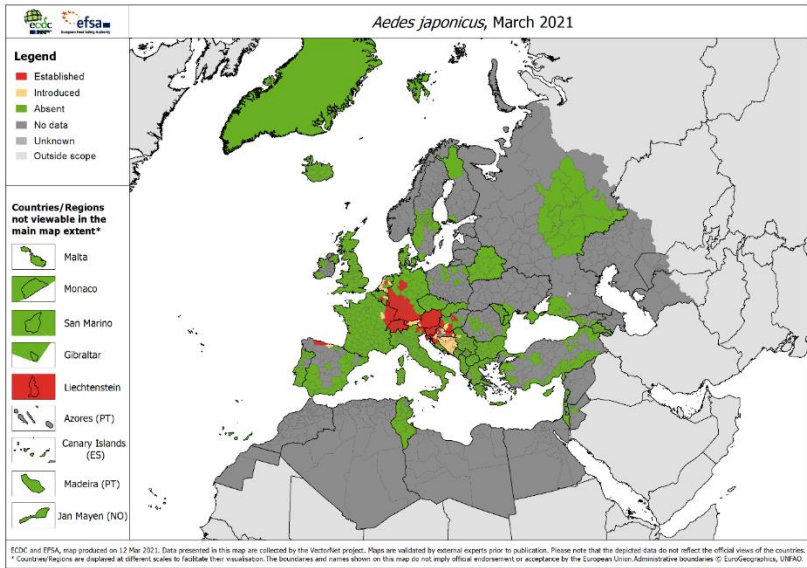 ecdc
efsa
European Food Safety Authority
Aedes japonicus, March 2021
Legend
Established
Introduced
Absent
No data
Unknown
Outside scope
Countries/Regions
not viewable in the
main map extent*
Malta
Monaco
San Marino
Gibraltar
Liechtenstein
Azores (PT)
Canary Islands
(ES)
Madeira (PT)
Jan Mayen (NO)
ECDC and EFSA, map produced on 12 Mar 2021. Data presented in this map are collected by the VectorNet project. Maps are validated by external experts prior to publication. Please note that the depicted data do not reflect the official views of the countries.
* Countries/Regions are displayed at different scales to facilitate their visualisation. The boundaries and names shown on this map do not imply official endorsement or acceptance by the European Union. Administrative boundaries © EuroGeographics, UNFAO.